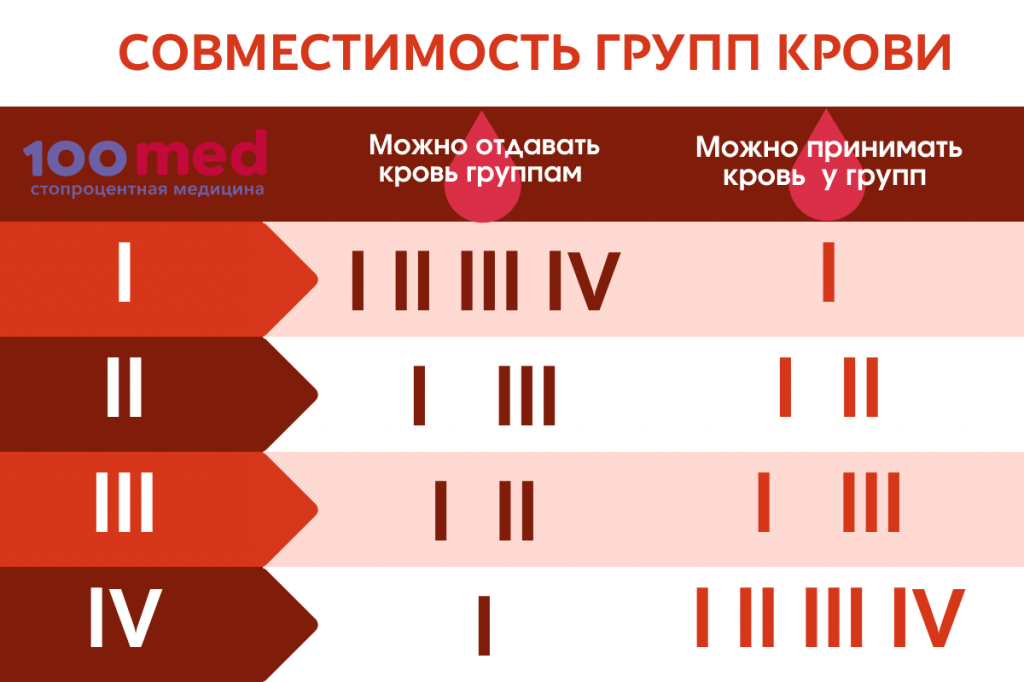 СОВМЕСТИМОСТЬ ГРУПП КРОВИ
100med
стопроцентная медицина
Можно отдавать
кровь группам
Можно принимать
кровь у групп
I
I II III IV
I
II
I III
I II
III
I II
I III
IV
I
I II III IV